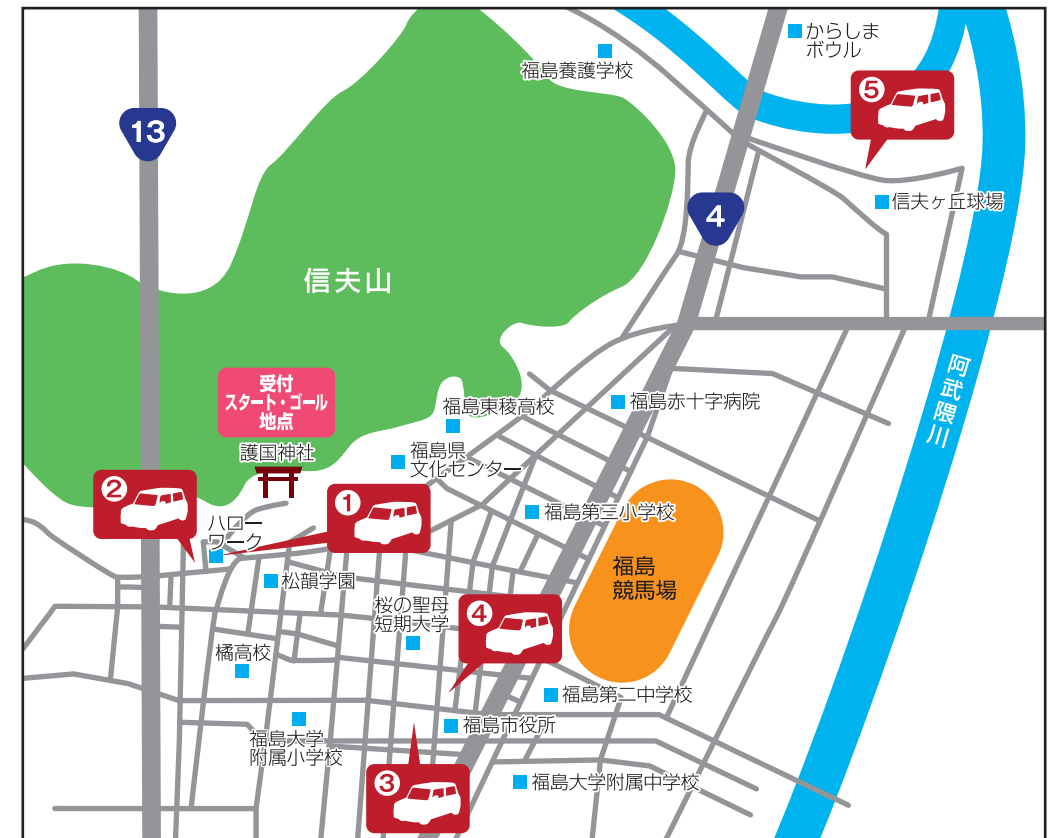 からしま
ボウル
福島養護学校
5
13
信夫ヶ丘球場
4
信夫山
阿武隈川
受付
スタート・ゴール
地点
福島東稜高校
福島赤十字病院
護国神社
福島県
文化センター
2
1
福島第三小学校
ハロー
ワーク
福島
競馬場
松韻学園
桜の聖母
短期大学
4
橘高校
福島第二中学校
福島市役所
福島大学
附属小学校
3
福島大学附属中学校